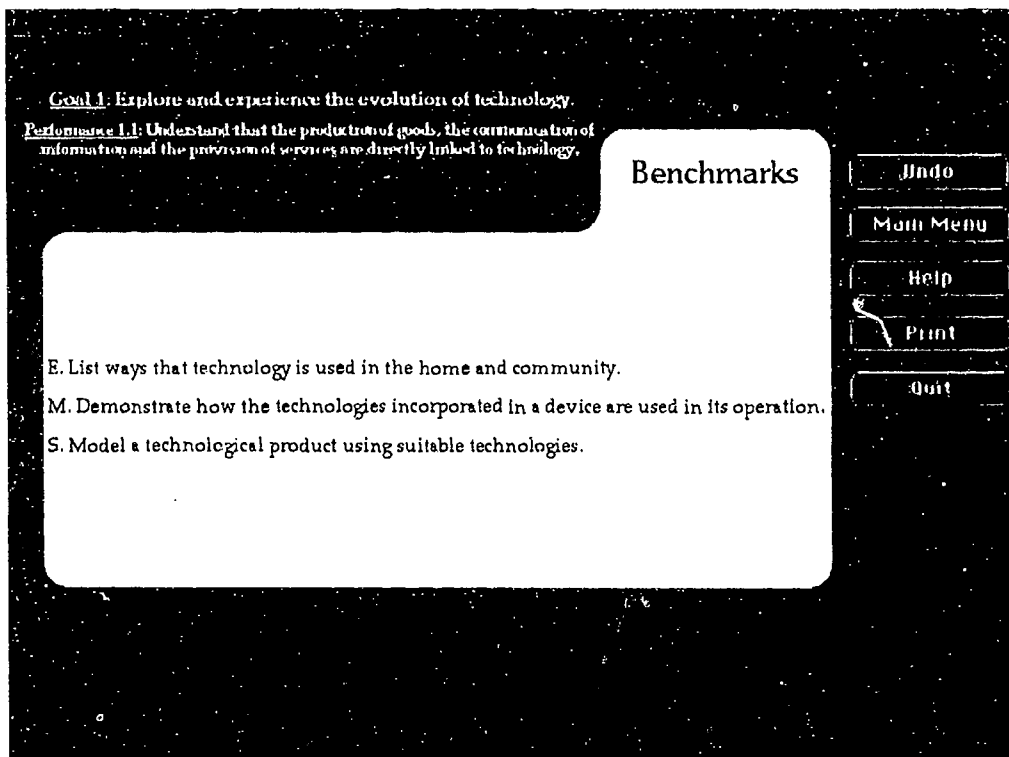 Goal 1: Explore and experience the evolution of technology.
Performance 1.1: Understand that the production of goods, the communication of
information and the provision of services are directly linked to technology.
Benchmarks
E. List ways that technology is used in the home and community.
M. Demonstrate how the technologies incorporated in a device are used in its operation.
S. Model a technological product using suitable technologies.
Undo
Main Menu
Help
Print
Quit